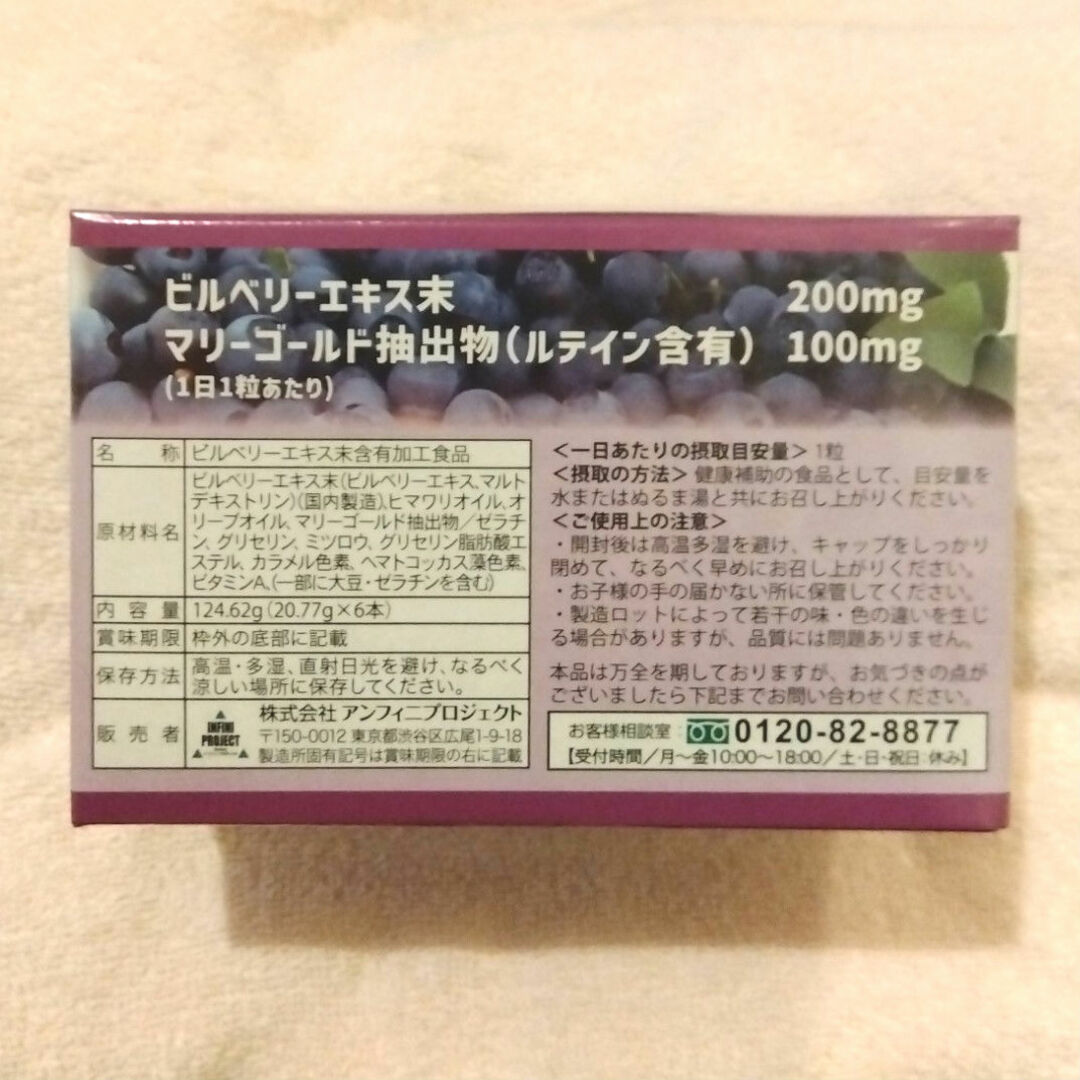 ビルベリーエキス末 200mg
マリーゴールド抽出物(ルテイン含有) 100mg
(1日1粒あたり)
名称 ビルベリーエキス末含有加工食品
原材料名 ビルベリーエキス末(ビルベリーエキス、マルト
デキストリン)(国内製造)、ヒマワリオイル、オ
リーブオイル、マリーゴールド抽出物/ゼラチ
ン、グリセリン、ミツロウ、グリセリン脂肪酸エ
ステル、カラメル色素、ヘマトコッカス藻色素、
ビタミンA、(一部に大豆・ゼラチンを含む)
内容量 124.62g(20.77g×6本)
賞味期限 枠外の底部に記載
保存方法 高温・多湿、直射日光を避け、なるべく
涼しい場所に保存してください。
販売者 INFINI
PROJECT
株式会社 アンフィニプロジェクト
〒150-0012 東京都渋谷区広尾1-9-18
製造所固有記号は賞味期限の右に記載
<一日あたりの摂取目安量> 1粒
<摂取の方法> 健康補助の食品として、目安量を
水またはぬるま湯と共にお召し上がりください。
<ご使用上の注意>
・開封後は高温多湿を避け、キャップをしっかり
閉めて、なるべく早めにお召し上がりください。
・お子様の手の届かない所に保管してください。
・製造ロットによって若干の味・色の違いを生じ
る場合がありますが、品質には問題ありません。
本品は万全を期しておりますが、お気づきの点が
ございましたら下記までお問い合わせください。
お客様相談室: 0120-82-8877
【受付時間/月〜金10:00〜18:00/土・日・祝日:休み】